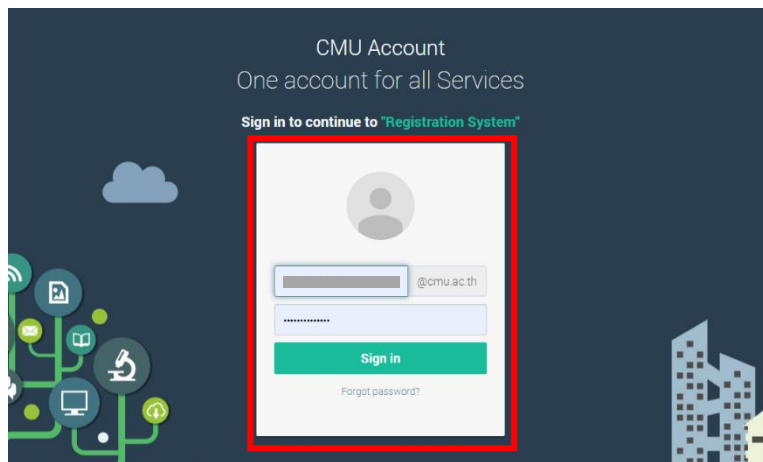 CMU Account
One account for all Services
Sign in to continue to "Registration System"
@cmu.ac.th
Sign in
Forgot password?